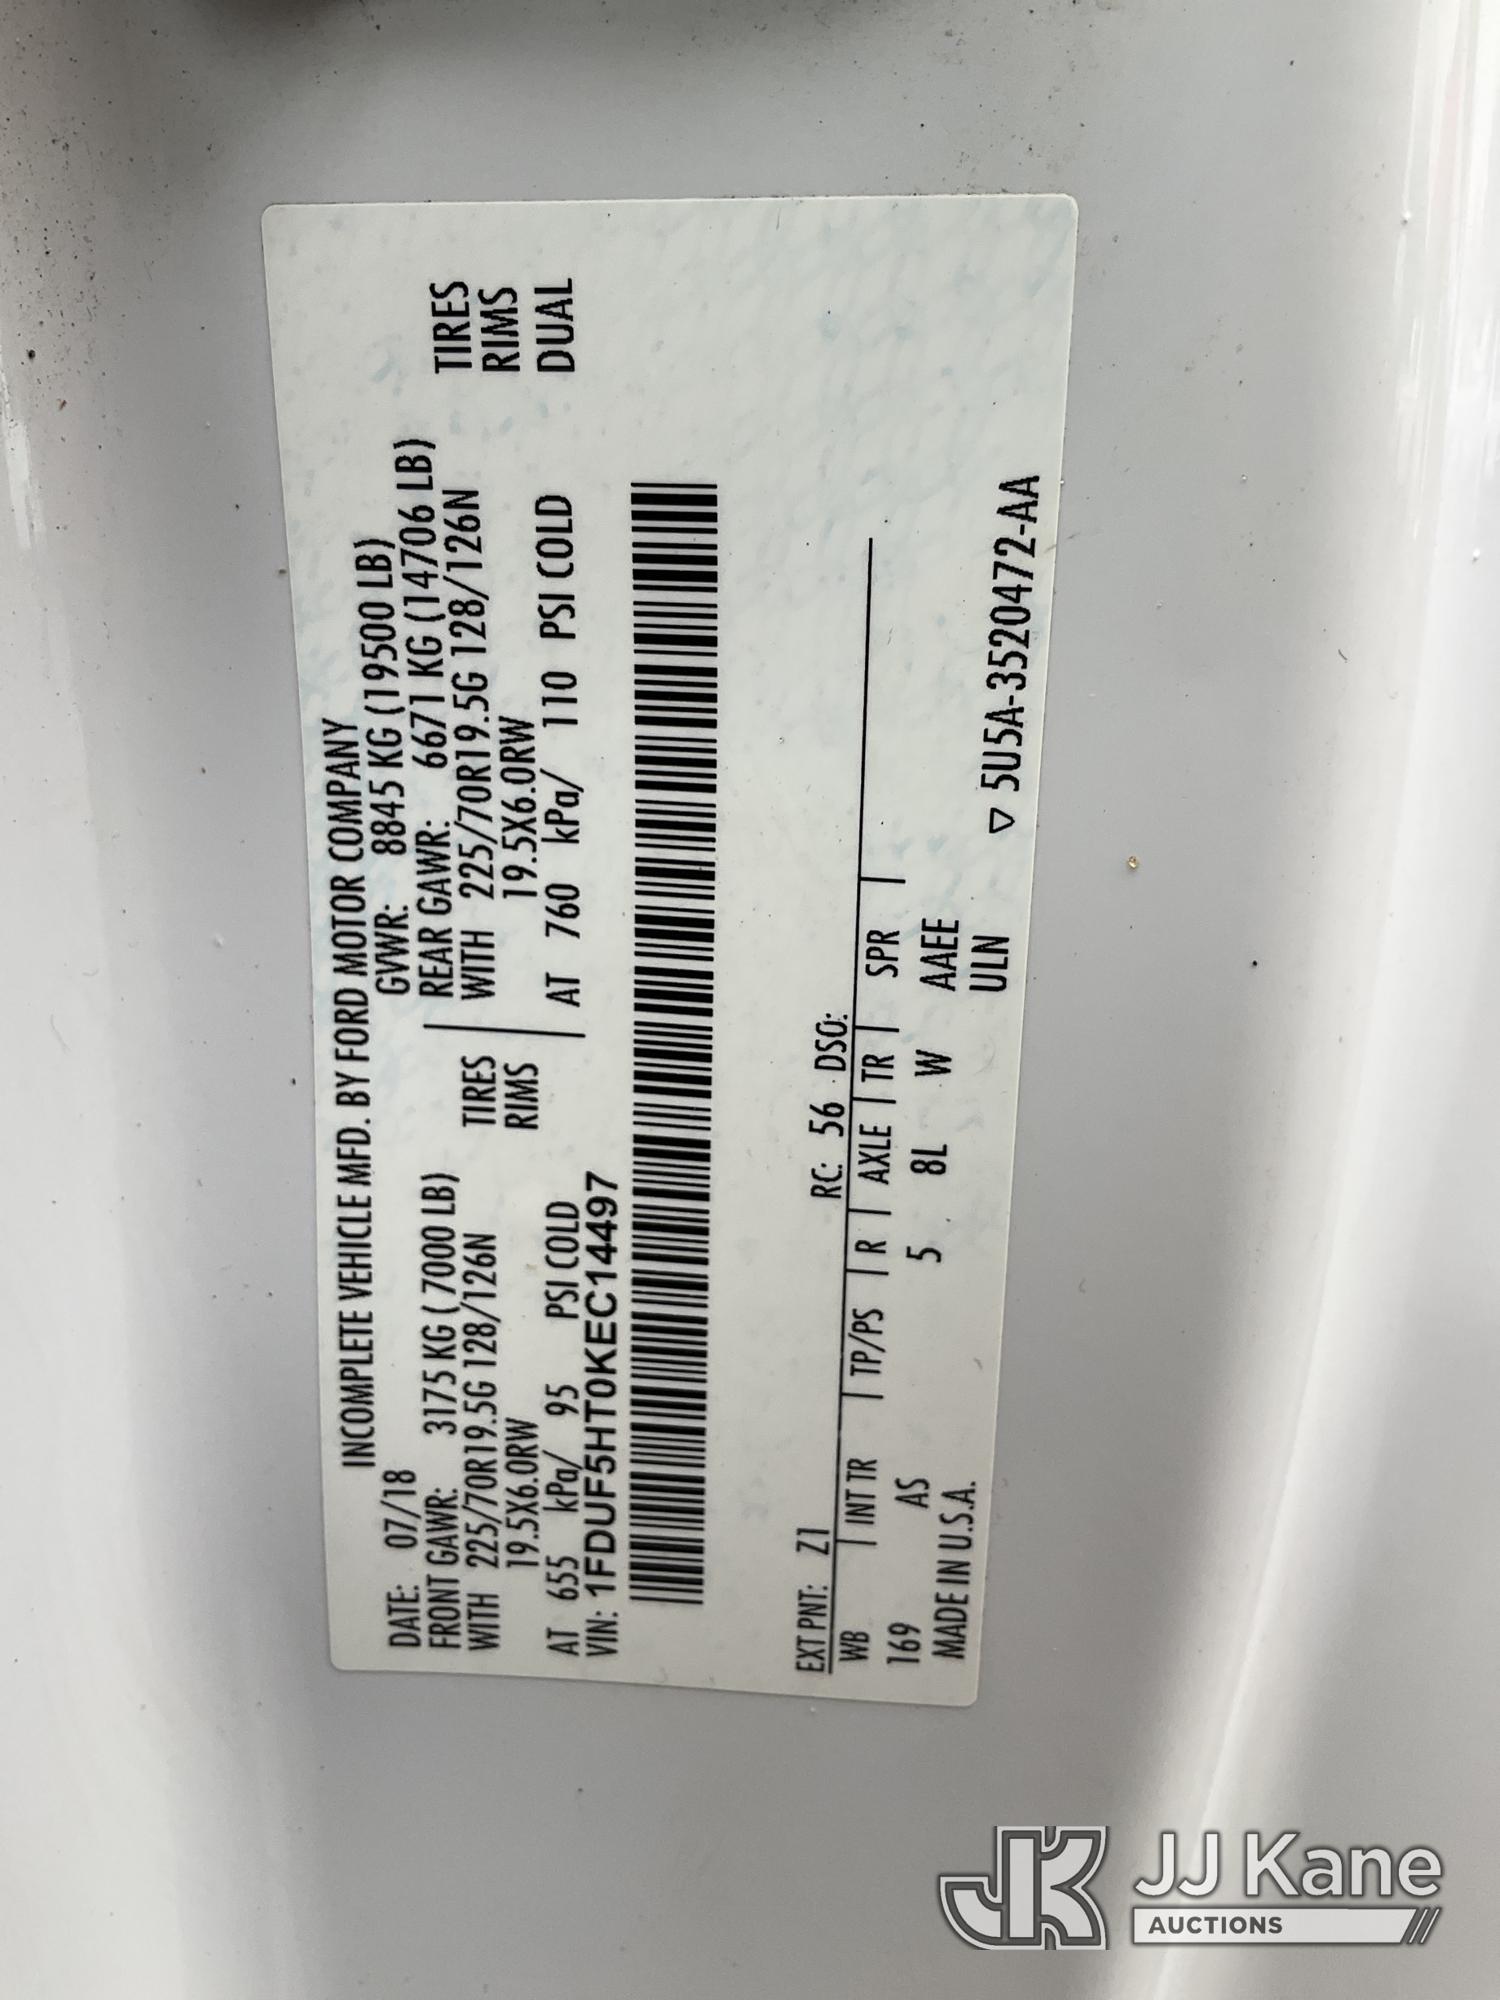 INCOMPLETE VEHICLE MFD. BY FORD MOTOR COMPANY
DATE: 07/18 GVWR: 8845 KG (19500 LB)
FRONT GAWR: 3175 KG ( 7000 LB) REAR GAWR: 6671 KG (14706 LB)
WITH 225/70R19.5G 128/126N TIRES WITH 225/70R19.5G 128/126N TIRES
19.5X6.0RW RIMS 19.5X6.0RW RIMS
AT 655 kPa/ 95 PSI COLD AT 760 kPa/ 110 PSI COLD DUAL
VIN: 1FDUF5HT0KEC14497
EXT PNT: Z1 RC: 56 DSO:
WB INT TR TP/PS R AXLE TR SPR
169 AS 5 8L W AAEE
MADE IN U.S.A. ULN
▽ 5U5A-3520472-AA
JK JJ Kane
AUCTIONS